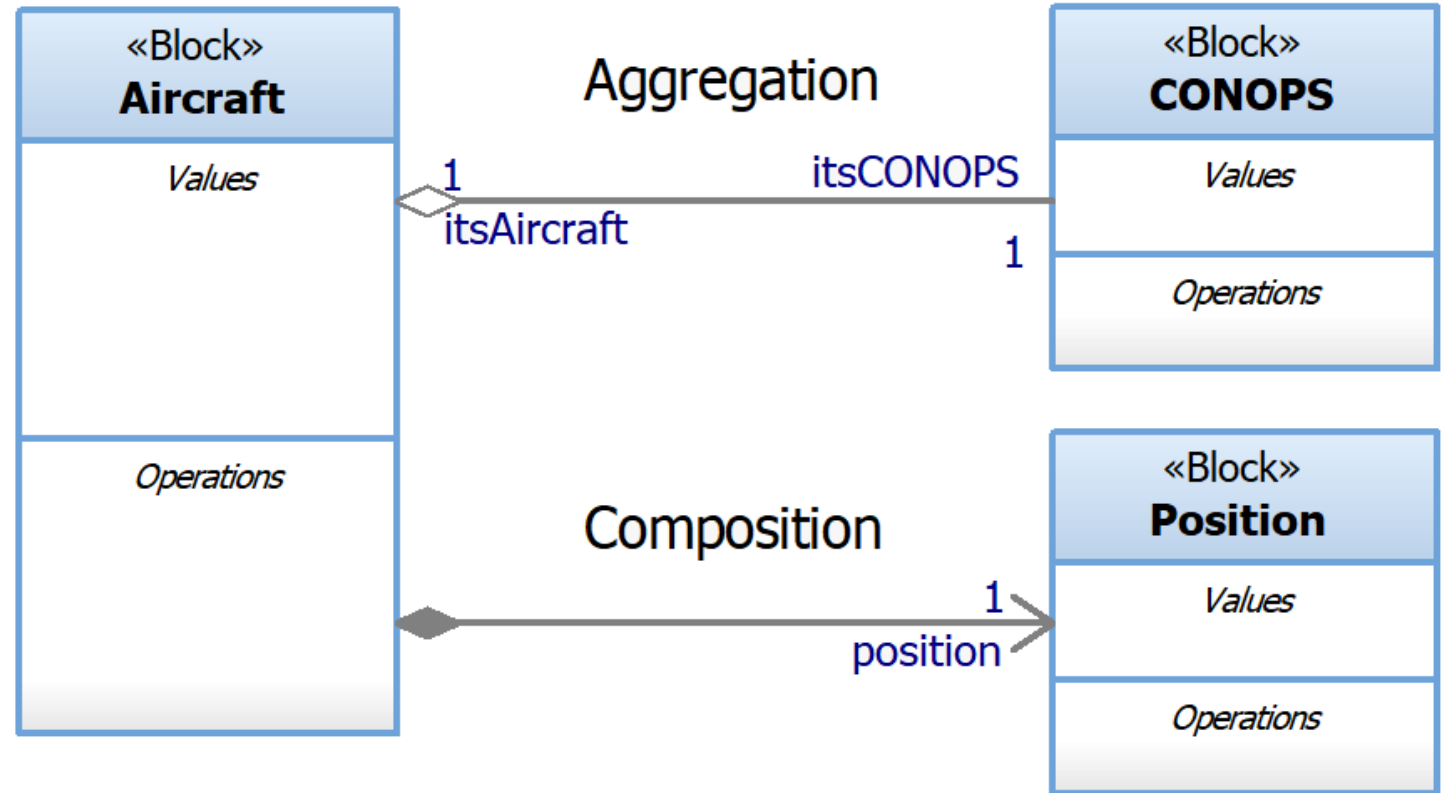 «Block»
Aircraft
Values
Operations
Aggregation
1
itsAircraft
itsCONOPS
1
«Block»
CONOPS
Values
Operations
Composition
1
position
«Block»
Position
Values
Operations